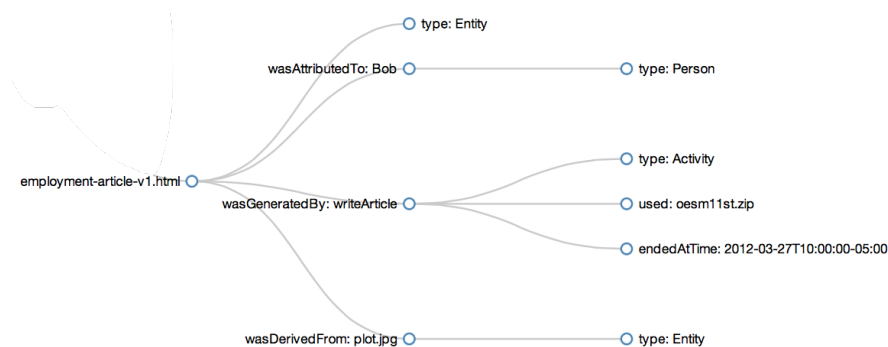 type: Entity
wasAttributedTo: Bob
type: Person
type: Activity
employment-article-v1.html
wasGeneratedBy: writeArticle
used: oesm11st.zip
endedAtTime: 2012-03-27T10:00:00-05:00
wasDerivedFrom: plot.jpg
type: Entity